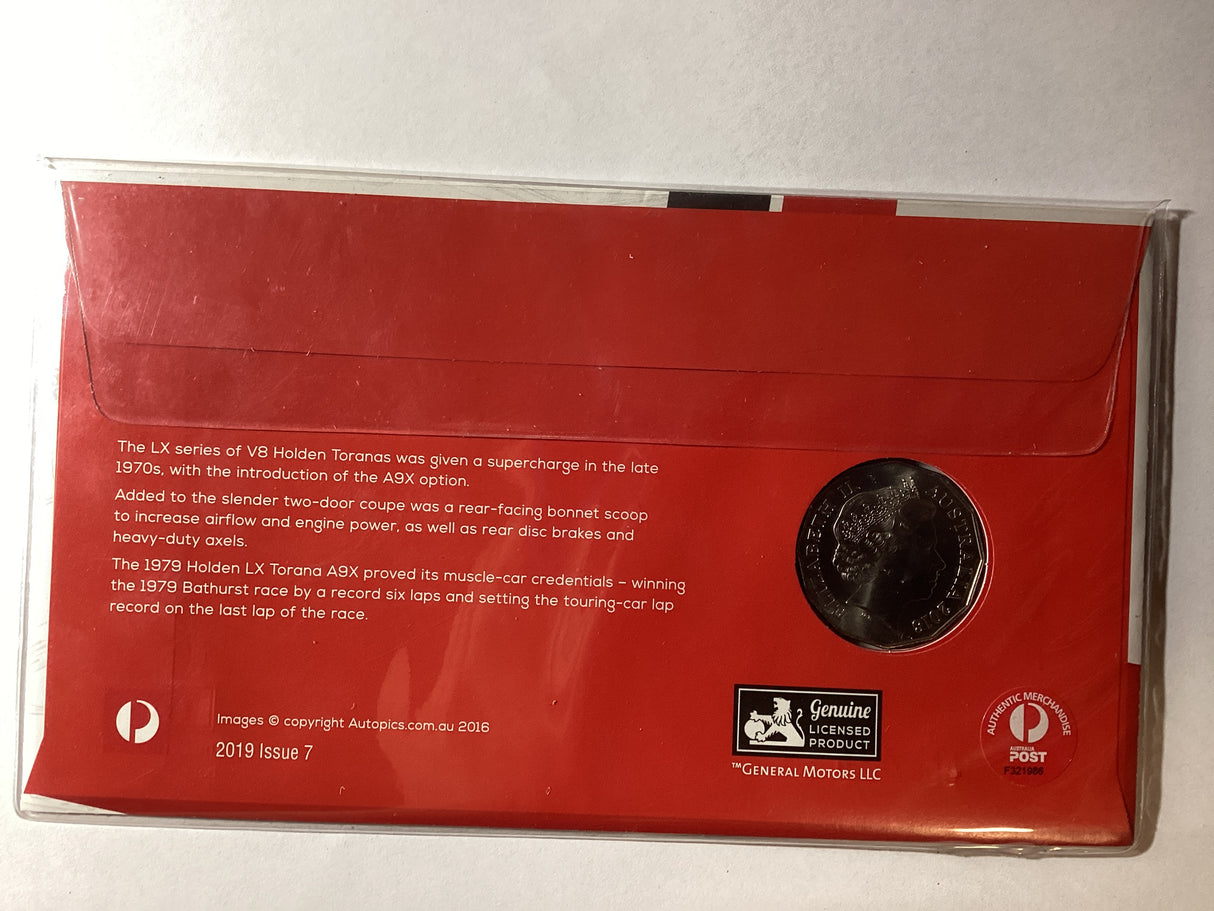 The LX series of V8 Holden Toranas was given a supercharge in the late
1970s, with the introduction of the A9X option.
Added to the slender two-door coupe was a rear-facing bonnet scoop
to increase airflow and engine power, as well as rear disc brakes and
heavy-duty axels.
The 1979 Holden LX Torana A9X proved its muscle-car credentials – winning
the 1979 Bathurst race by a record six laps and setting the touring-car lap
record on the last lap of the race.
ELIZABETH II AUSTRALIA
Images © copyright Autopics.com.au 2016
2019 Issue 7
Genuine
LICENSED
PRODUCT
™GENERAL MOTORS LLC
AUTHENTIC MERCHANDISE
AUSTRALIA
POST
F321986